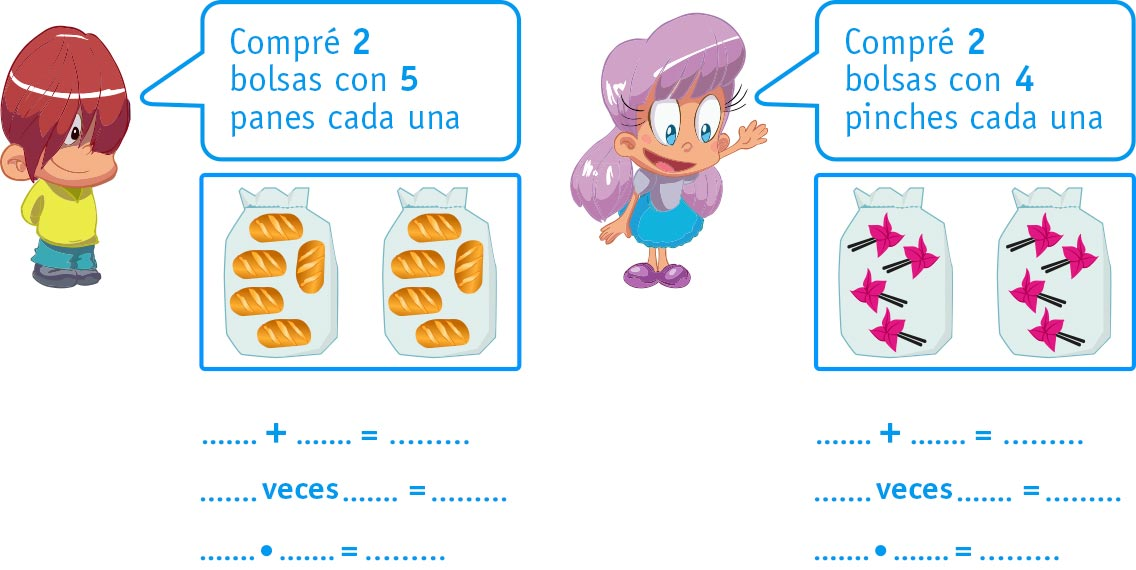 Compré 2
bolsas con 5
panes cada una
Compré 2
bolsas con 4
pinches cada una
....... + ....... = .........
....... veces ....... = .........
....... • ....... = .........
....... + ....... = .........
....... veces ....... = .........
....... • ....... = .........